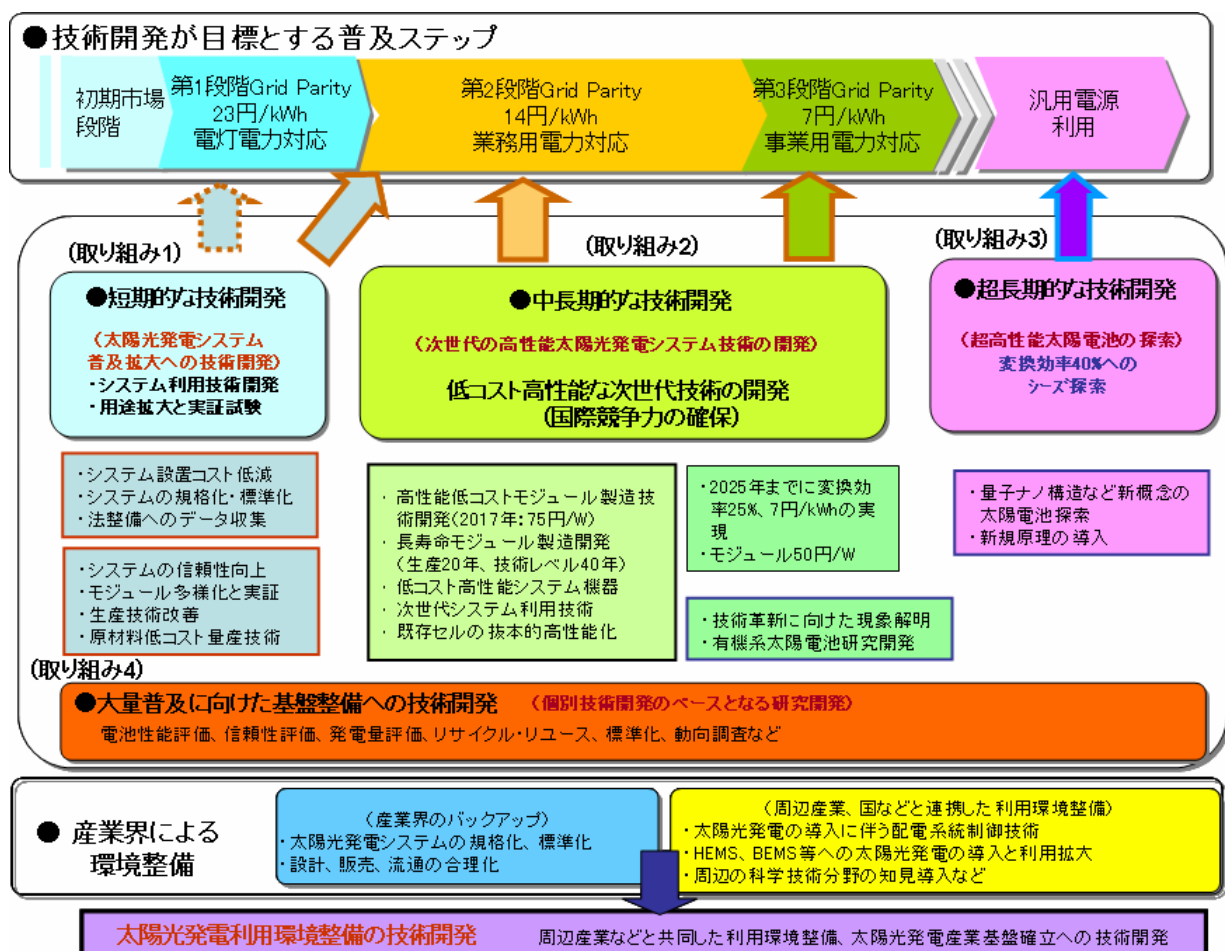 ●技術開発が目標とする普及ステップ
初期市場
段階
第1段階Grid Parity
23円/kWh
電灯電力対応
第2段階Grid Parity
14円/kWh
業務用電力対応
第3段階Grid Parity
7円/kWh
事業用電力対応
汎用電源
利用
(取り組み1)
●短期的な技術開発
(太陽光発電システム
普及拡大への技術開発)
・システム利用技術開発
・用途拡大と実証試験
・システム設置コスト低減
・システムの規格化・標準化
・法整備へのデータ収集
・システムの信頼性向上
・モジュール多様化と実証
・生産技術改善
・原材料低コスト量産技術
(取り組み2)
●中長期的な技術開発
(次世代の高性能太陽光発電システム技術の開発)
低コスト高性能な次世代技術の開発
(国際競争力の確保)
・高性能低コストモジュール製造技
術開発(2017年:75円/W)
・長寿命モジュール製造開発
(生産20年、技術レベル40年)
・低コスト高性能システム機器
・次世代システム利用技術
・既存セルの抜本的高性能化
・2025年までに変換効
率25%、7円/kWhの実
現
・モジュール50円/W
・技術革新に向けた現象解明
・有機系太陽電池研究開発
(取り組み3)
●超長期的な技術開発
(超高性能太陽電池の探索)
変換効率40%への
シーズ探索
・量子ナノ構造など新概念の
太陽電池探索
・新規原理の導入
(取り組み4)
●大量普及に向けた基盤整備への技術開発 (個別技術開発のベースとなる研究開発)
電池性能評価、信頼性評価、発電量評価、リサイクル・リユース、標準化、動向調査など
● 産業界による
環境整備
(産業界のバックアップ)
・太陽光発電システムの規格化、標準化
・設計、販売、流通の合理化
(周辺産業、国などと連携した利用環境整備)
・太陽光発電の導入に伴う配電系統制御技術
・HEMS、BEMS等への太陽光発電の導入と利用拡大
・周辺の科学技術分野の知見導入など
太陽光発電利用環境整備の技術開発 周辺産業などと共同した利用環境整備、太陽光発電産業基盤確立への技術開発